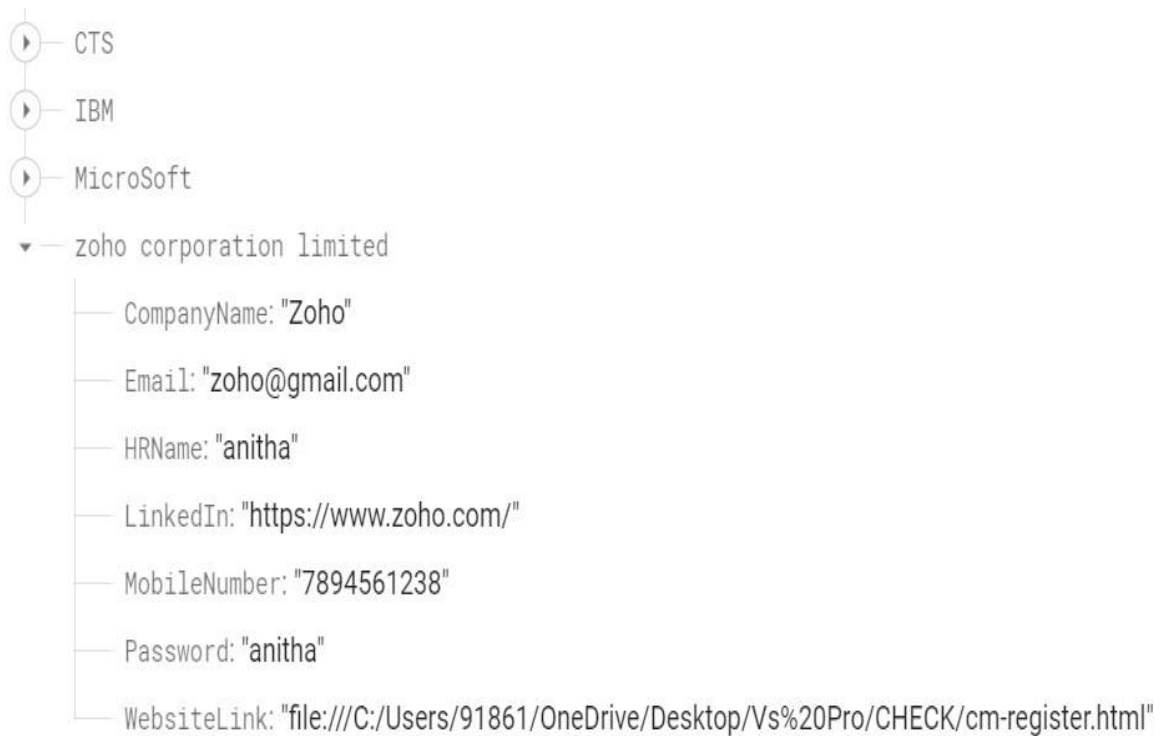 CTS
IBM
MicroSoft
zoho corporation limited
CompanyName: "Zoho"
Email: "zoho@gmail.com"
HRName: "anitha"
LinkedIn: "https://www.zoho.com/"
MobileNumber: "7894561238"
Password: "anitha"
WebsiteLink: "file:///C:/Users/91861/OneDrive/Desktop/Vs%20Pro/CHECK/cm-register.html"